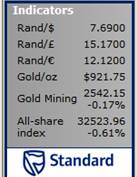 Indicators
Rand/$ 7.6900
Rand/£ 15.1700
Rand/€ 12.1200
Gold/oz $921.75
Gold Mining 2542.15
-0.17%
All-share index 32523.96
-0.61%
Standard